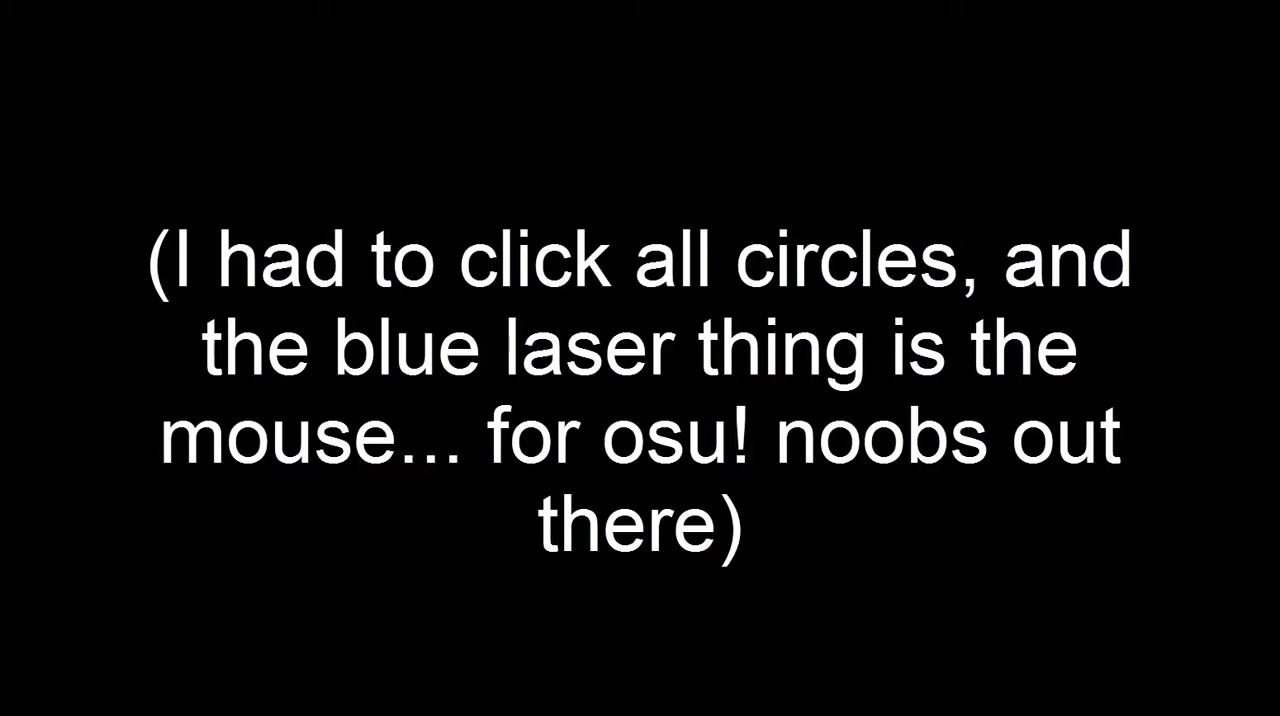 (I had to click all circles, and
the blue laser thing is the
mouse... for osu! noobs out
there)